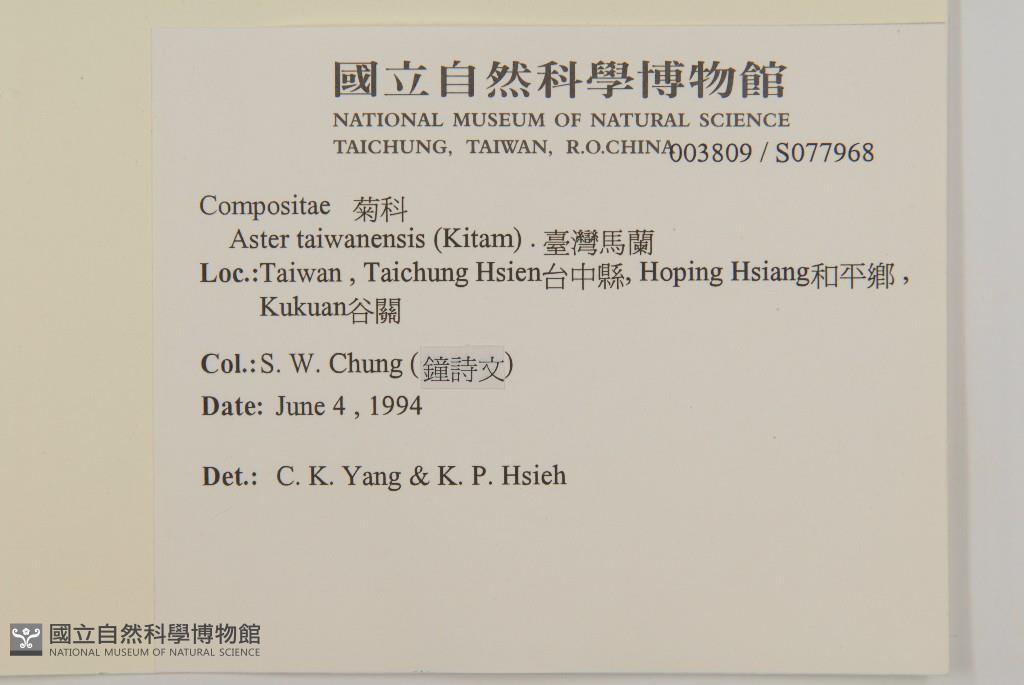 國立自然科學博物館
NATIONAL MUSEUM OF NATURAL SCIENCE
TAICHUNG, TAIWAN, R.O.CHINA
003809 / S077968
Compositae 菊科
Aster taiwanensis (Kitam) . 臺灣馬蘭
Loc.:Taiwan , Taichung Hsien台中縣, Hoping Hsiang和平鄉 ,
Kukuan谷關
Col.: S. W. Chung (鐘詩文)
Date: June 4 , 1994
Det.: C. K. Yang & K. P. Hsieh
國立自然科學博物館
NATIONAL MUSEUM OF NATURAL SCIENCE